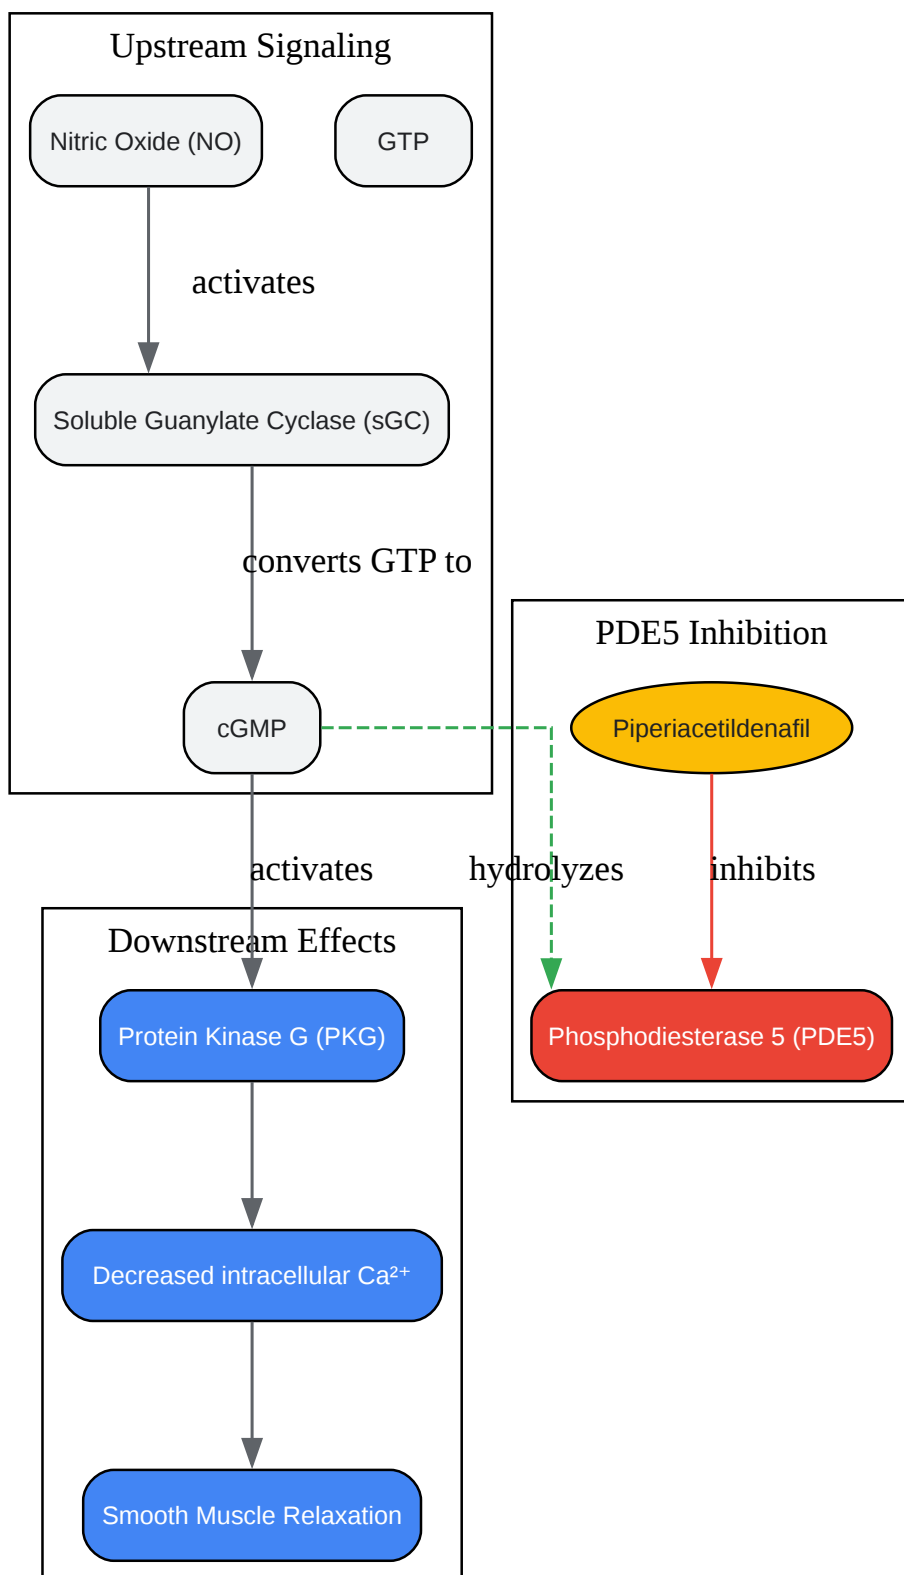 Upstream Signaling
Nitric Oxide (NO)
GTP
activates
Soluble Guanylate Cyclase (sGC)
converts GTP to
cGMP
PDE5 Inhibition
Piperiacetildenafil
activates
hydrolyzes
inhibits
Downstream Effects
Protein Kinase G (PKG)
Phosphodiesterase 5 (PDE5)
Decreased intracellular Ca²⁺
Smooth Muscle Relaxation